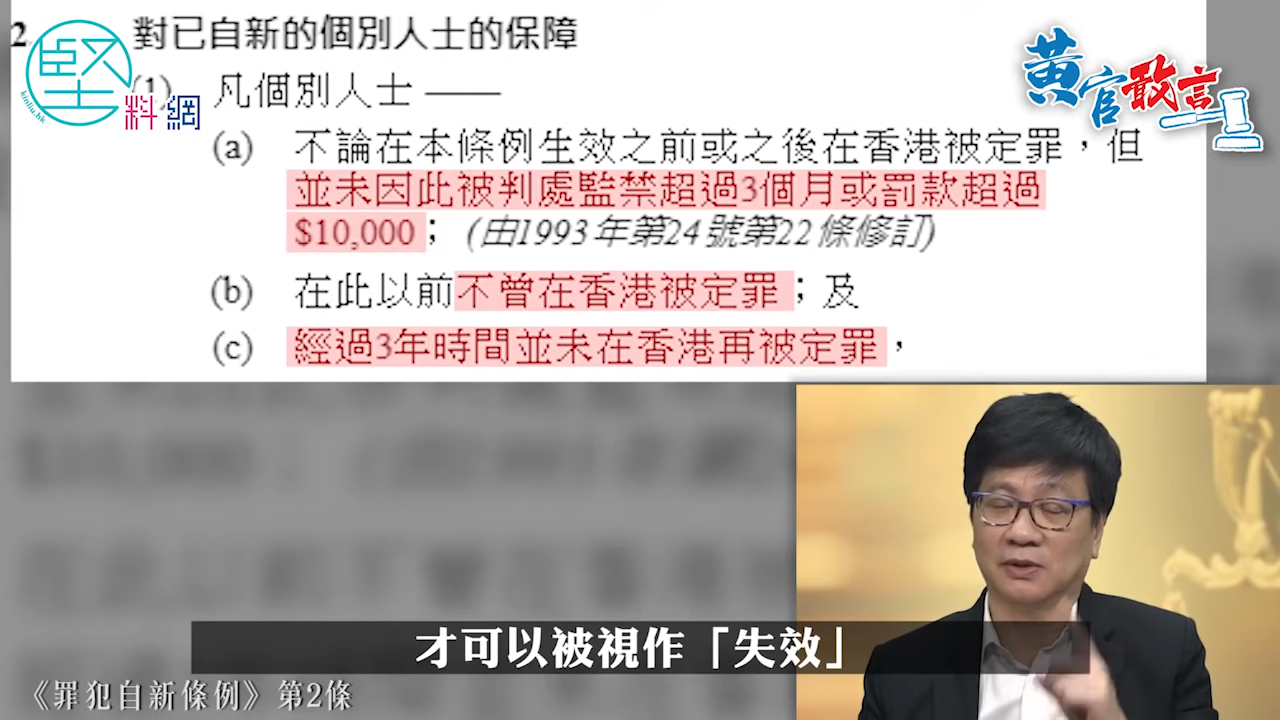 2. 對已自新的個別人士的保障
堅
料網
kinliu.hk
黃官敢言
(1) 凡個別人士 ——
(a) 不論在本條例生效之前或之後在香港被定罪，但
並未因此被判處監禁超過3個月或罰款超過
$10,000； (由1993年第24號第22條修訂)
(b) 在此以前不曾在香港被定罪；及
(c) 經過3年時間並未在香港再被定罪，
才可以被視作「失效」
《罪犯自新條例》第2條